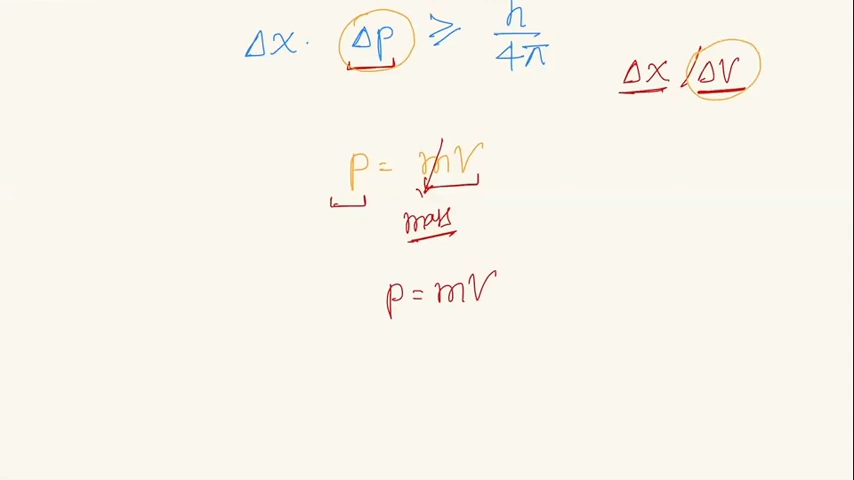 Δx · Δp ≥ h/4π
Δx / Δv
p = mv
mass
p = mv